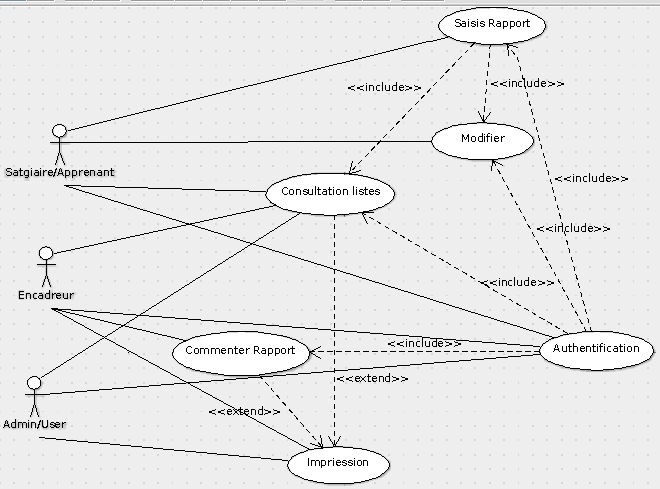 Saisis Rapport
<<include>>
<<include>>
Modifier
Satgiaire/Apprenant
Consultation listes
<<include>>
<<include>>
Encadreur
<<include>>
Commenter Rapport
<<include>>
Authentification
<<extend>>
Admin/User
<<extend>>
Impriession